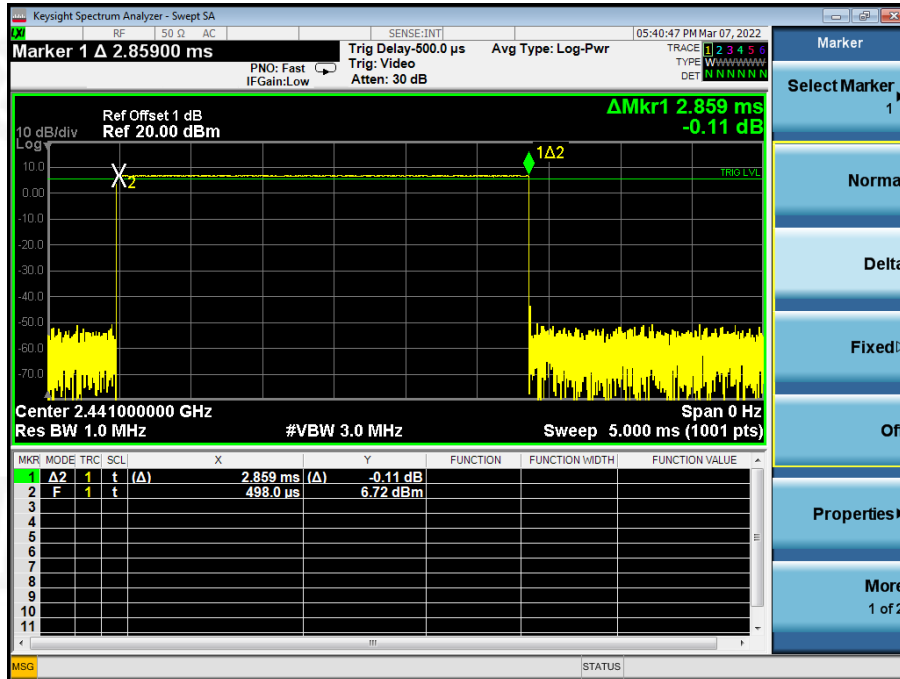 Keysight Spectrum Analyzer - Swept SA
LXI RF 50 Ω AC SENSE:INT 05:40:47 PM Mar 07, 2022
Marker 1 Δ 2.85900 ms
PNO: Fast
IFGain:Low
Trig Delay-500.0 µs
Trig: Video
Atten: 30 dB
Avg Type: Log-Pwr
TRACE 1 2 3 4 5 6
TYPE W
DET N N N N N N
ΔMkr1 2.859 ms
-0.11 dB
Ref Offset 1 dB
10 dB/div Ref 20.00 dBm
Log
1Δ2
TRIG LVL
2
10.0
0.00
-10.0
-20.0
-30.0
-40.0
-50.0
-60.0
-70.0
Center 2.441000000 GHz Span 0 Hz
Res BW 1.0 MHz #VBW 3.0 MHz Sweep 5.000 ms (1001 pts)
MKR MODE TRC SCL X Y FUNCTION FUNCTION WIDTH FUNCTION VALUE
1 Δ2 1 t (Δ) 2.859 ms (Δ) -0.11 dB
2 F 1 t 498.0 µs 6.72 dBm
3
4
5
6
7
8
9
10
11
MSG STATUS
Marker
Select Marker
1
Norma
Delta
Fixed
Of
Properties
More
1 of 2